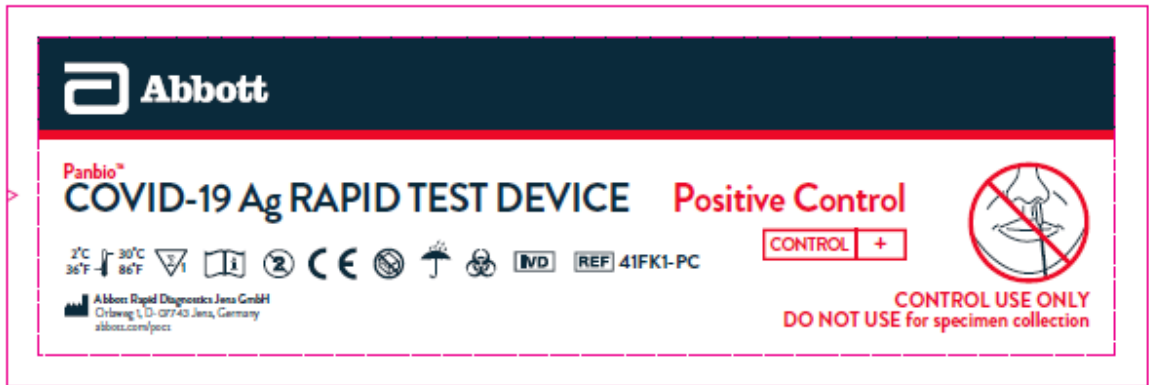 Abbott
Panbio™
COVID-19 Ag RAPID TEST DEVICE
Positive Control
CONTROL +
2°C 36°F 30°C 86°F Σ 1 i 2 CE IVD REF 41FK1-PC
Abbott Rapid Diagnostics Jena GmbH
Orlaweg 1, D-07743 Jena, Germany
abbott.com/poct
CONTROL USE ONLY
DO NOT USE for specimen collection